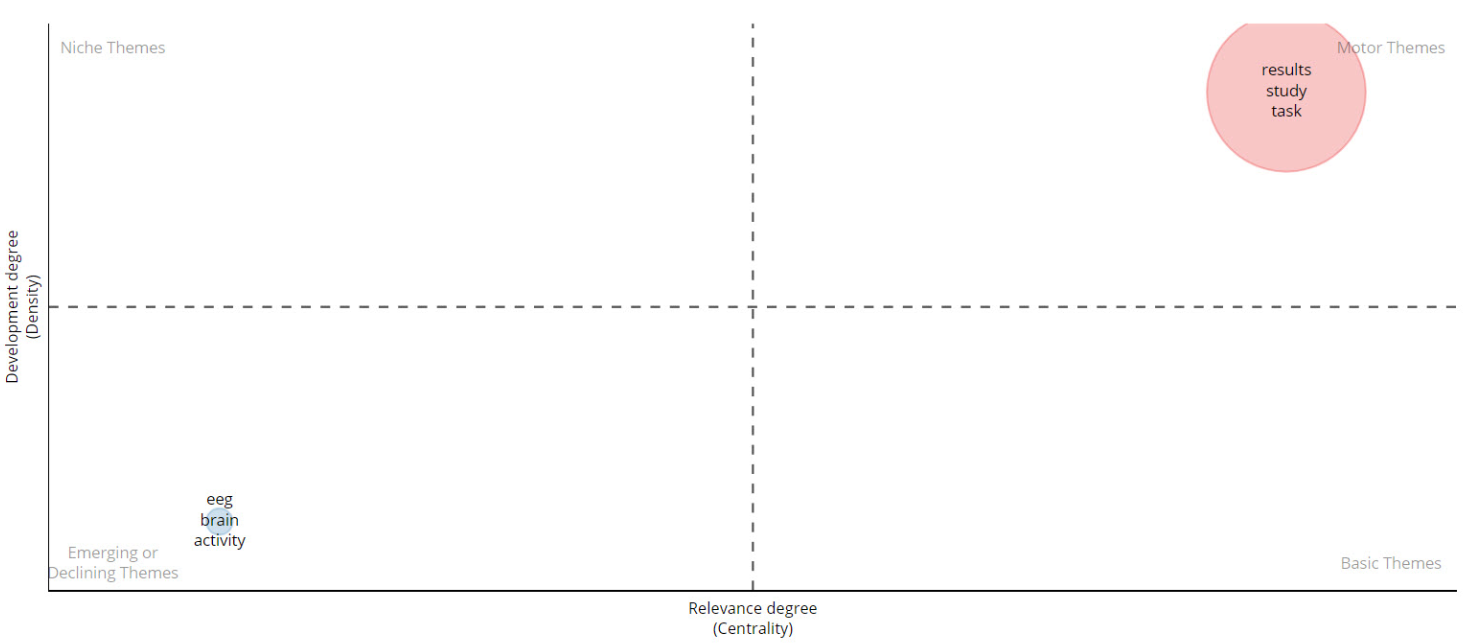 Niche Themes
Motor Themes
results
study
task
Development degree
(Density)
eeg
brain
activity
Emerging or
Declining Themes
Basic Themes
Relevance degree
(Centrality)